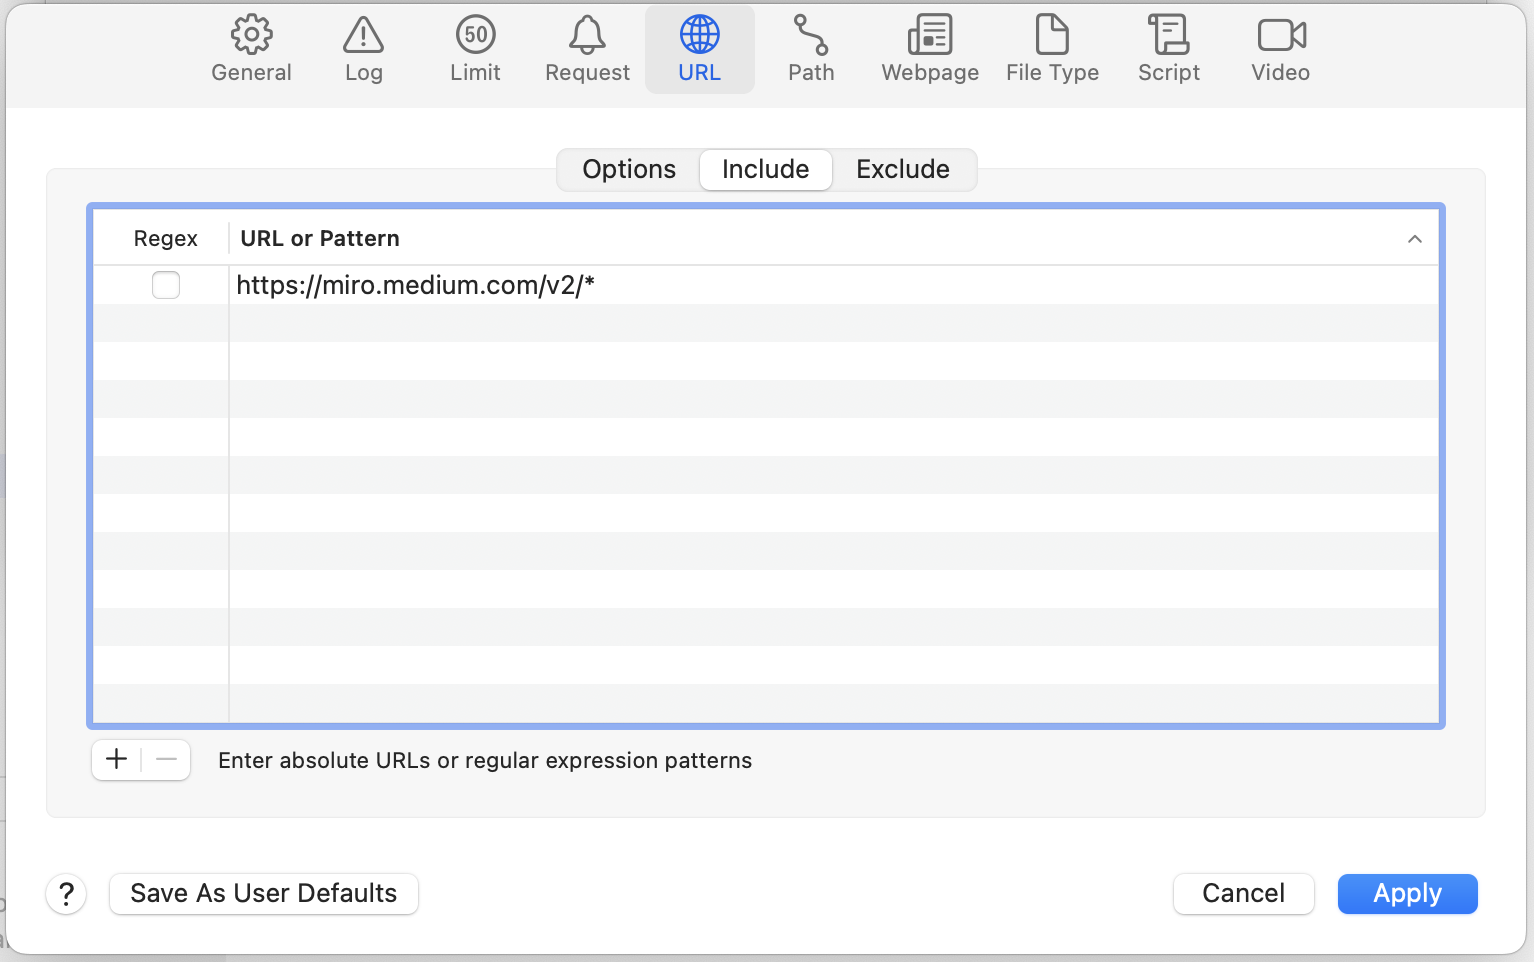 General Log Limit Request URL Path Webpage File Type Script Video
50
Options Include Exclude
Regex URL or Pattern
https://miro.medium.com/v2/*
Enter absolute URLs or regular expression patterns
? Save As User Defaults Cancel Apply